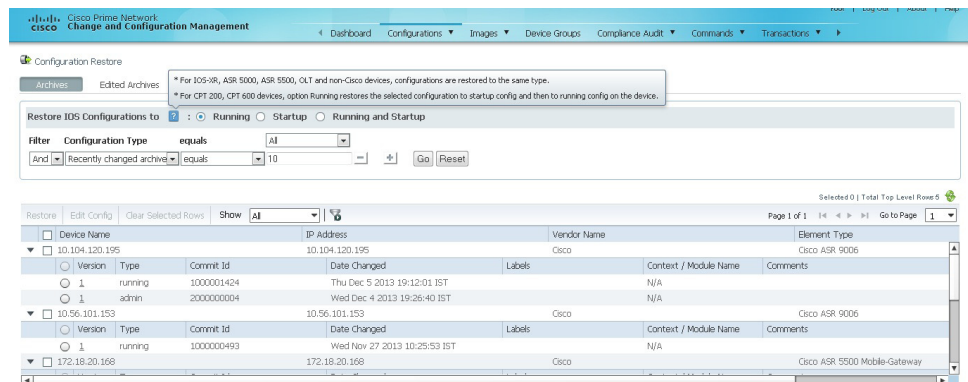 Cisco Prime Network
Change and Configuration Management
Log Out | About | Help
Dashboard Configurations Images Device Groups Compliance Audit Commands Transactions
Configuration Restore
Archives Edited Archives
* For IOS-XR, ASR 5000, ASR 5500, OLT and non-Cisco devices, configurations are restored to the same type.
* For CPT 200, CPT 600 devices, option Running restores the selected configuration to startup config and then to running config on the device.
Restore IOS Configurations to ? : Running Startup Running and Startup
Filter Configuration Type equals All
And Recently changed archive equals 10 Go Reset
Selected 0 | Total Top Level Rows 5
Restore Edit Config Clear Selected Rows Show All Page 1 of 1 Go to Page 1
Device Name IP Address Vendor Name Element Type
10.104.120.195 10.104.120.195 Cisco Cisco ASR 9006
Version Type Commit Id Date Changed Labels Context / Module Name Comments
1 running 1000001424 Thu Dec 5 2013 19:12:01 IST N/A
1 admin 2000000004 Wed Dec 4 2013 19:26:40 IST N/A
10.56.101.153 10.56.101.153 Cisco Cisco ASR 9006
Version Type Commit Id Date Changed Labels Context / Module Name Comments
1 running 1000000493 Wed Nov 27 2013 10:25:53 IST N/A
172.18.20.168 172.18.20.168 Cisco Cisco ASR 5500 Mobile-Gateway